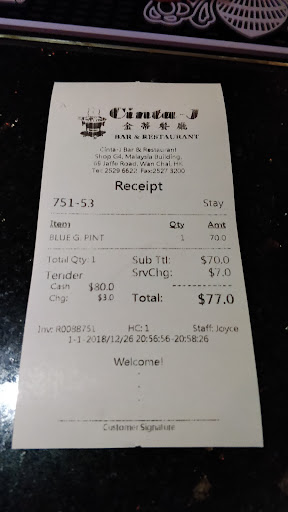 Cinta-J
金蒂餐廳
BAR & RESTAURANT
Cinta-J Bar & Restaurant
Shop G4, Malaysia Building,
69 Jaffe Road, Wan Chai, HK
Tel: 2529 6622 Fax:2527 3200
Receipt
751-53 Stay
Item Qty Amt
BLUE G. PINT 1 70.0
Total Qty: 1 Sub Ttl: $70.0
Tender SrvChg: $7.0
Cash $80.0
Chg: $3.0 Total: $77.0
Inv: R0088751 HC: 1 Staff: Joyce
1-1 2018/12/26 20:56:56-20:58:26
Welcome!
Customer Signature